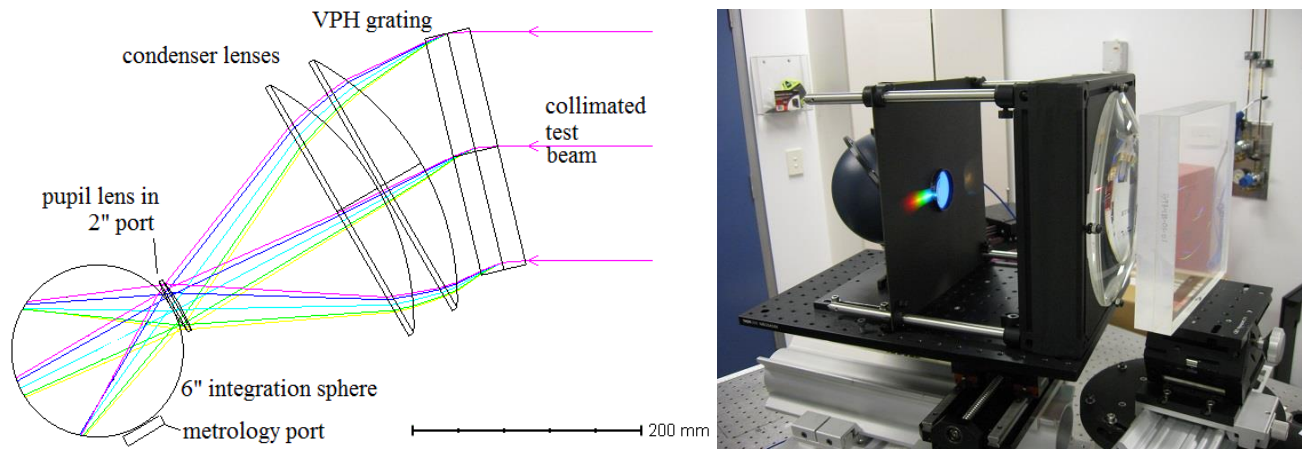 VPH grating
condenser lenses
collimated
test
beam
pupil lens in
2" port
6" integration sphere
metrology port
200 mm